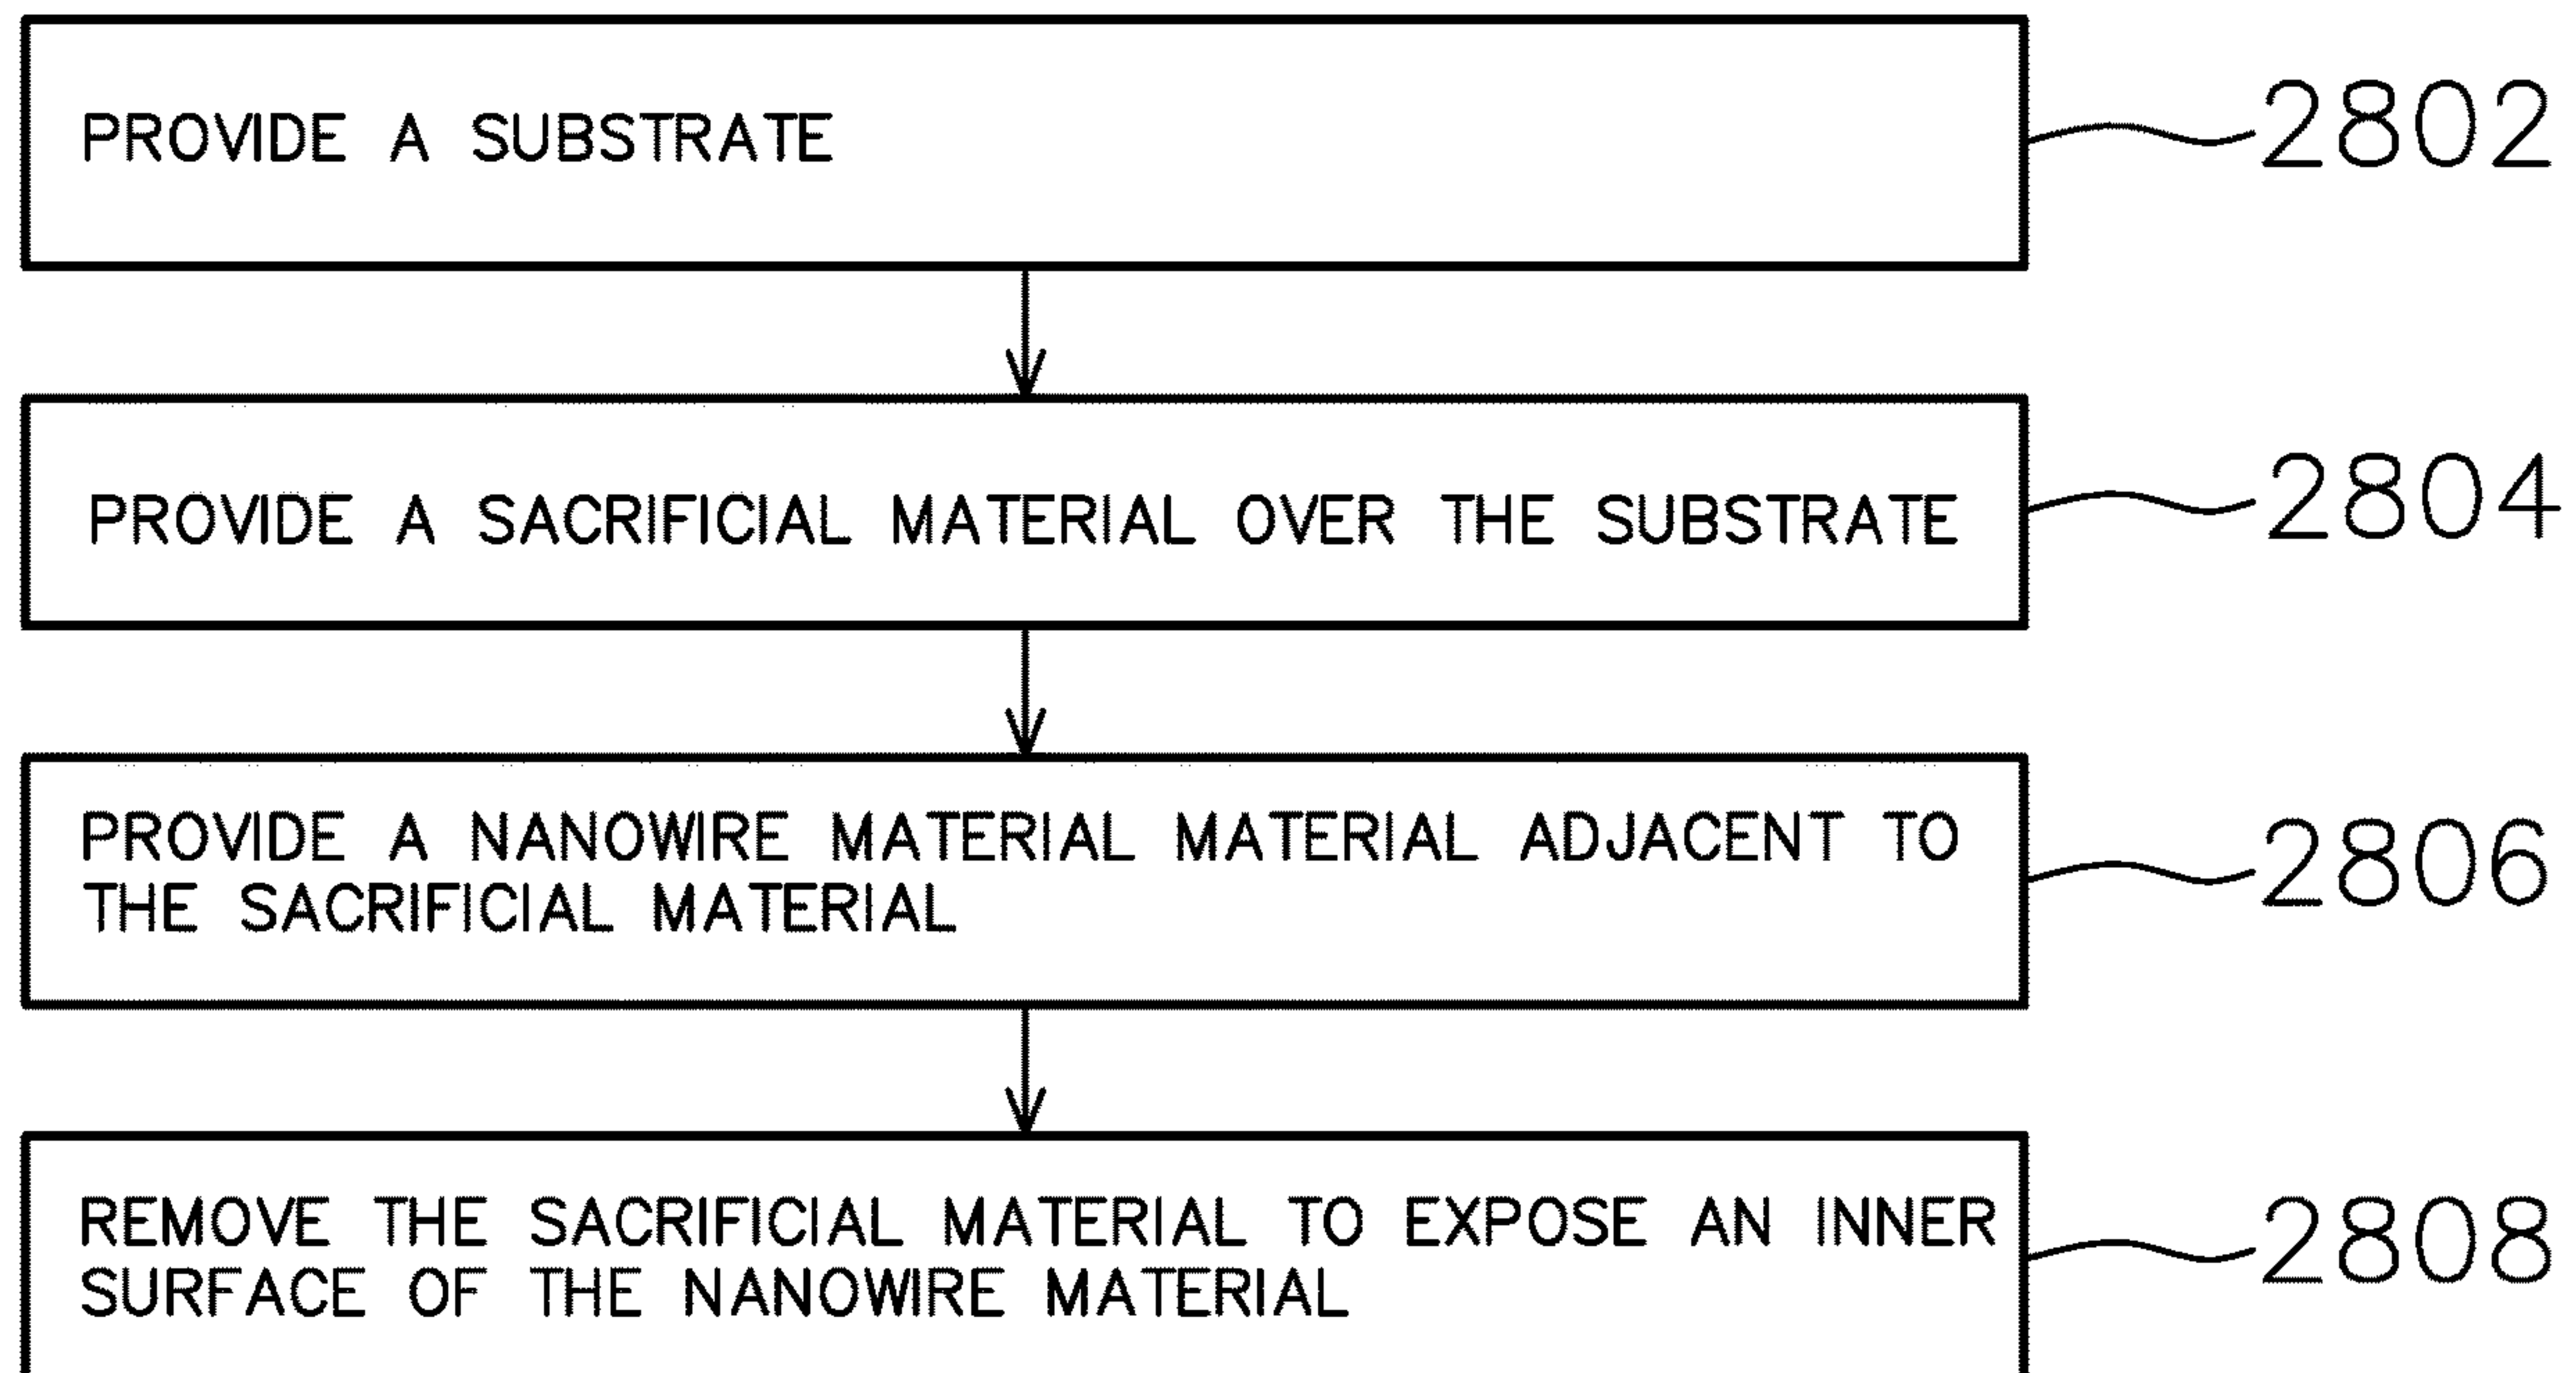 PROVIDE A SUBSTRATE
2802
PROVIDE A SACRIFICIAL MATERIAL OVER THE SUBSTRATE
2804
PROVIDE A NANOWIRE MATERIAL MATERIAL ADJACENT TO
THE SACRIFICIAL MATERIAL
2806
REMOVE THE SACRIFICIAL MATERIAL TO EXPOSE AN INNER
SURFACE OF THE NANOWIRE MATERIAL
2808